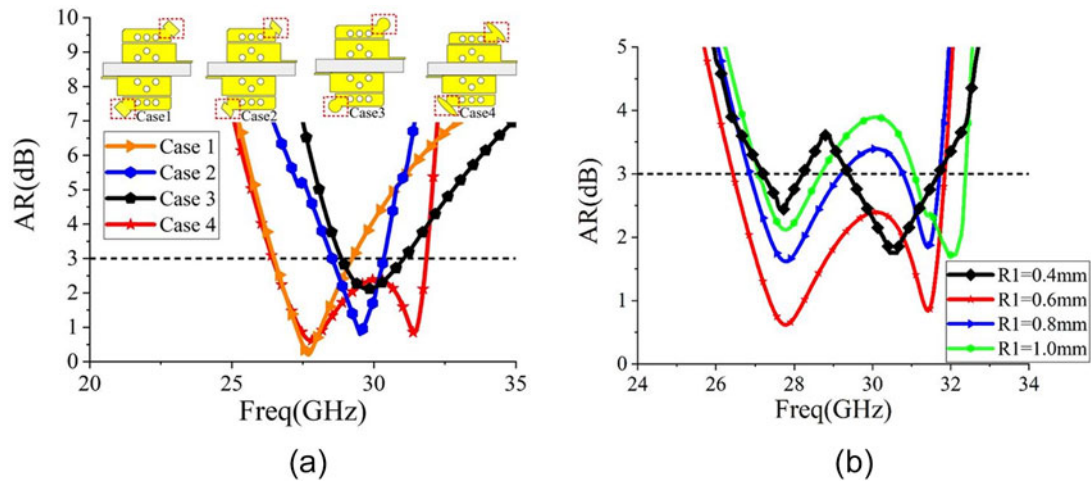 10
9
8
7
6
5
4
3
2
1
0
AR(dB)
Case1
Case2
Case3
Case4
Case 1
Case 2
Case 3
Case 4
20
25
30
35
Freq(GHz)
(a)
5
4
3
2
1
0
AR(dB)
R1=0.4mm
R1=0.6mm
R1=0.8mm
R1=1.0mm
24
26
28
30
32
34
Freq(GHz)
(b)